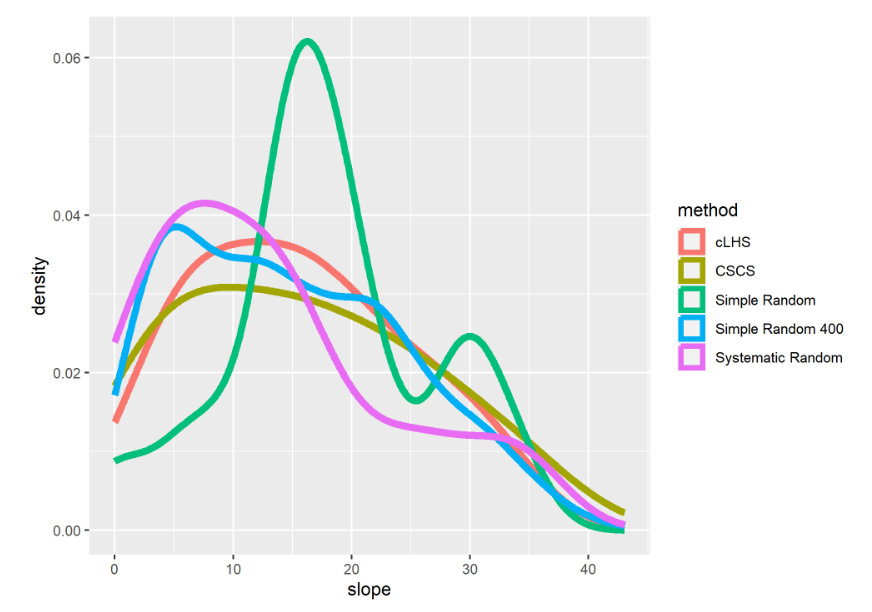 0.06
0.04
0.02
0.00
density
0
10
20
30
40
slope
method
cLHS
CSCS
Simple Random
Simple Random 400
Systematic Random